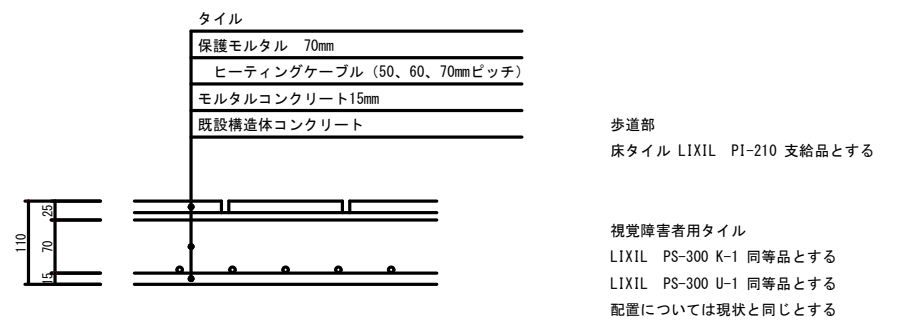 タイル
保護モルタル 70mm
ヒーティングケーブル（50、60、70mmピッチ）
モルタルコンクリート15mm
既設構造体コンクリート
歩道部
床タイル LIXIL PI-210 支給品とする
110
25
70
15
視覚障害者用タイル
LIXIL PS-300 K-1 同等品とする
LIXIL PS-300 U-1 同等品とする
配置については現状と同じとする